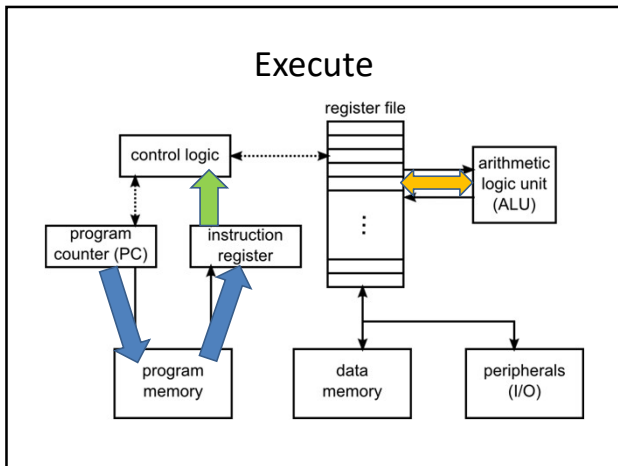 Execute
register file
control logic
arithmetic
logic unit
(ALU)
program
counter (PC)
instruction
register
⋮
program
memory
data
memory
peripherals
(I/O)